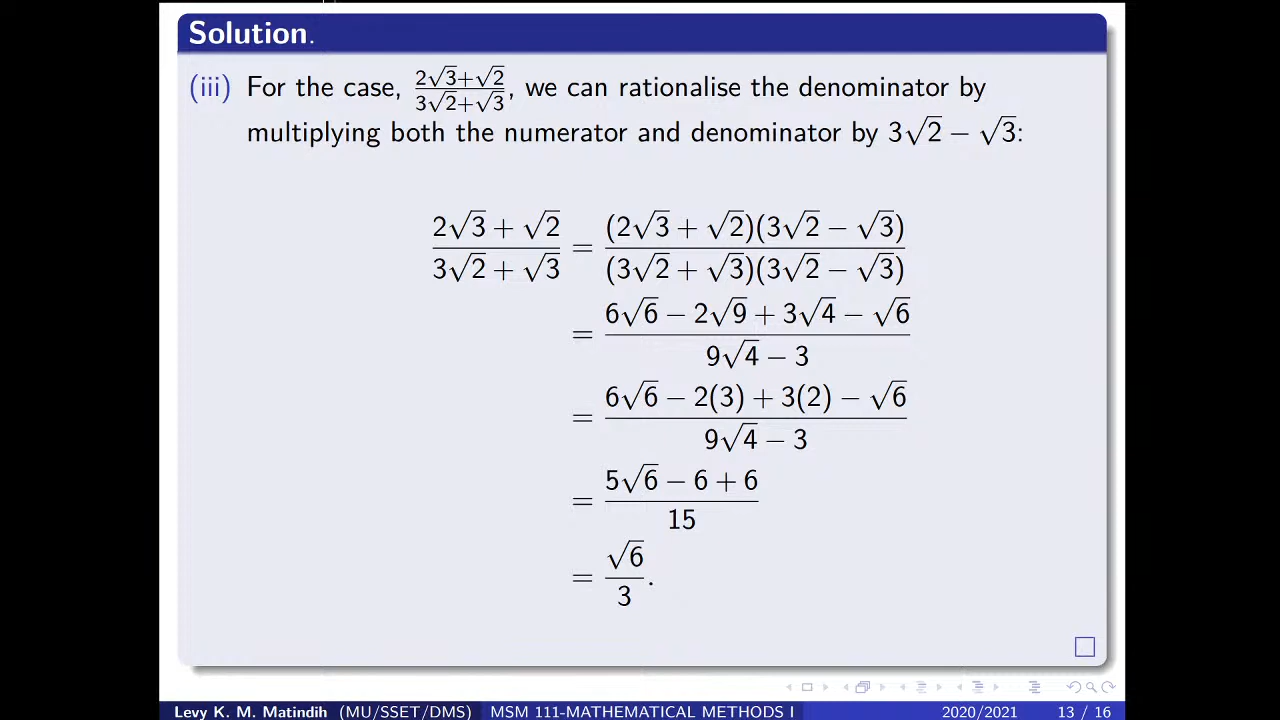 Solution.
(iii) For the case, (2√3+√2)/(3√2+√3), we can rationalise the denominator by
multiplying both the numerator and denominator by 3√2 − √3:
(2√3 + √2)/(3√2 + √3) = ((2√3 + √2)(3√2 − √3))/((3√2 + √3)(3√2 − √3))
= (6√6 − 2√9 + 3√4 − √6)/(9√4 − 3)
= (6√6 − 2(3) + 3(2) − √6)/(9√4 − 3)
= (5√6 − 6 + 6)/15
= √6/3.
Levy K. M. Matindih (MU/SSET/DMS) MSM 111-MATHEMATICAL METHODS I 2020/2021 13 / 16